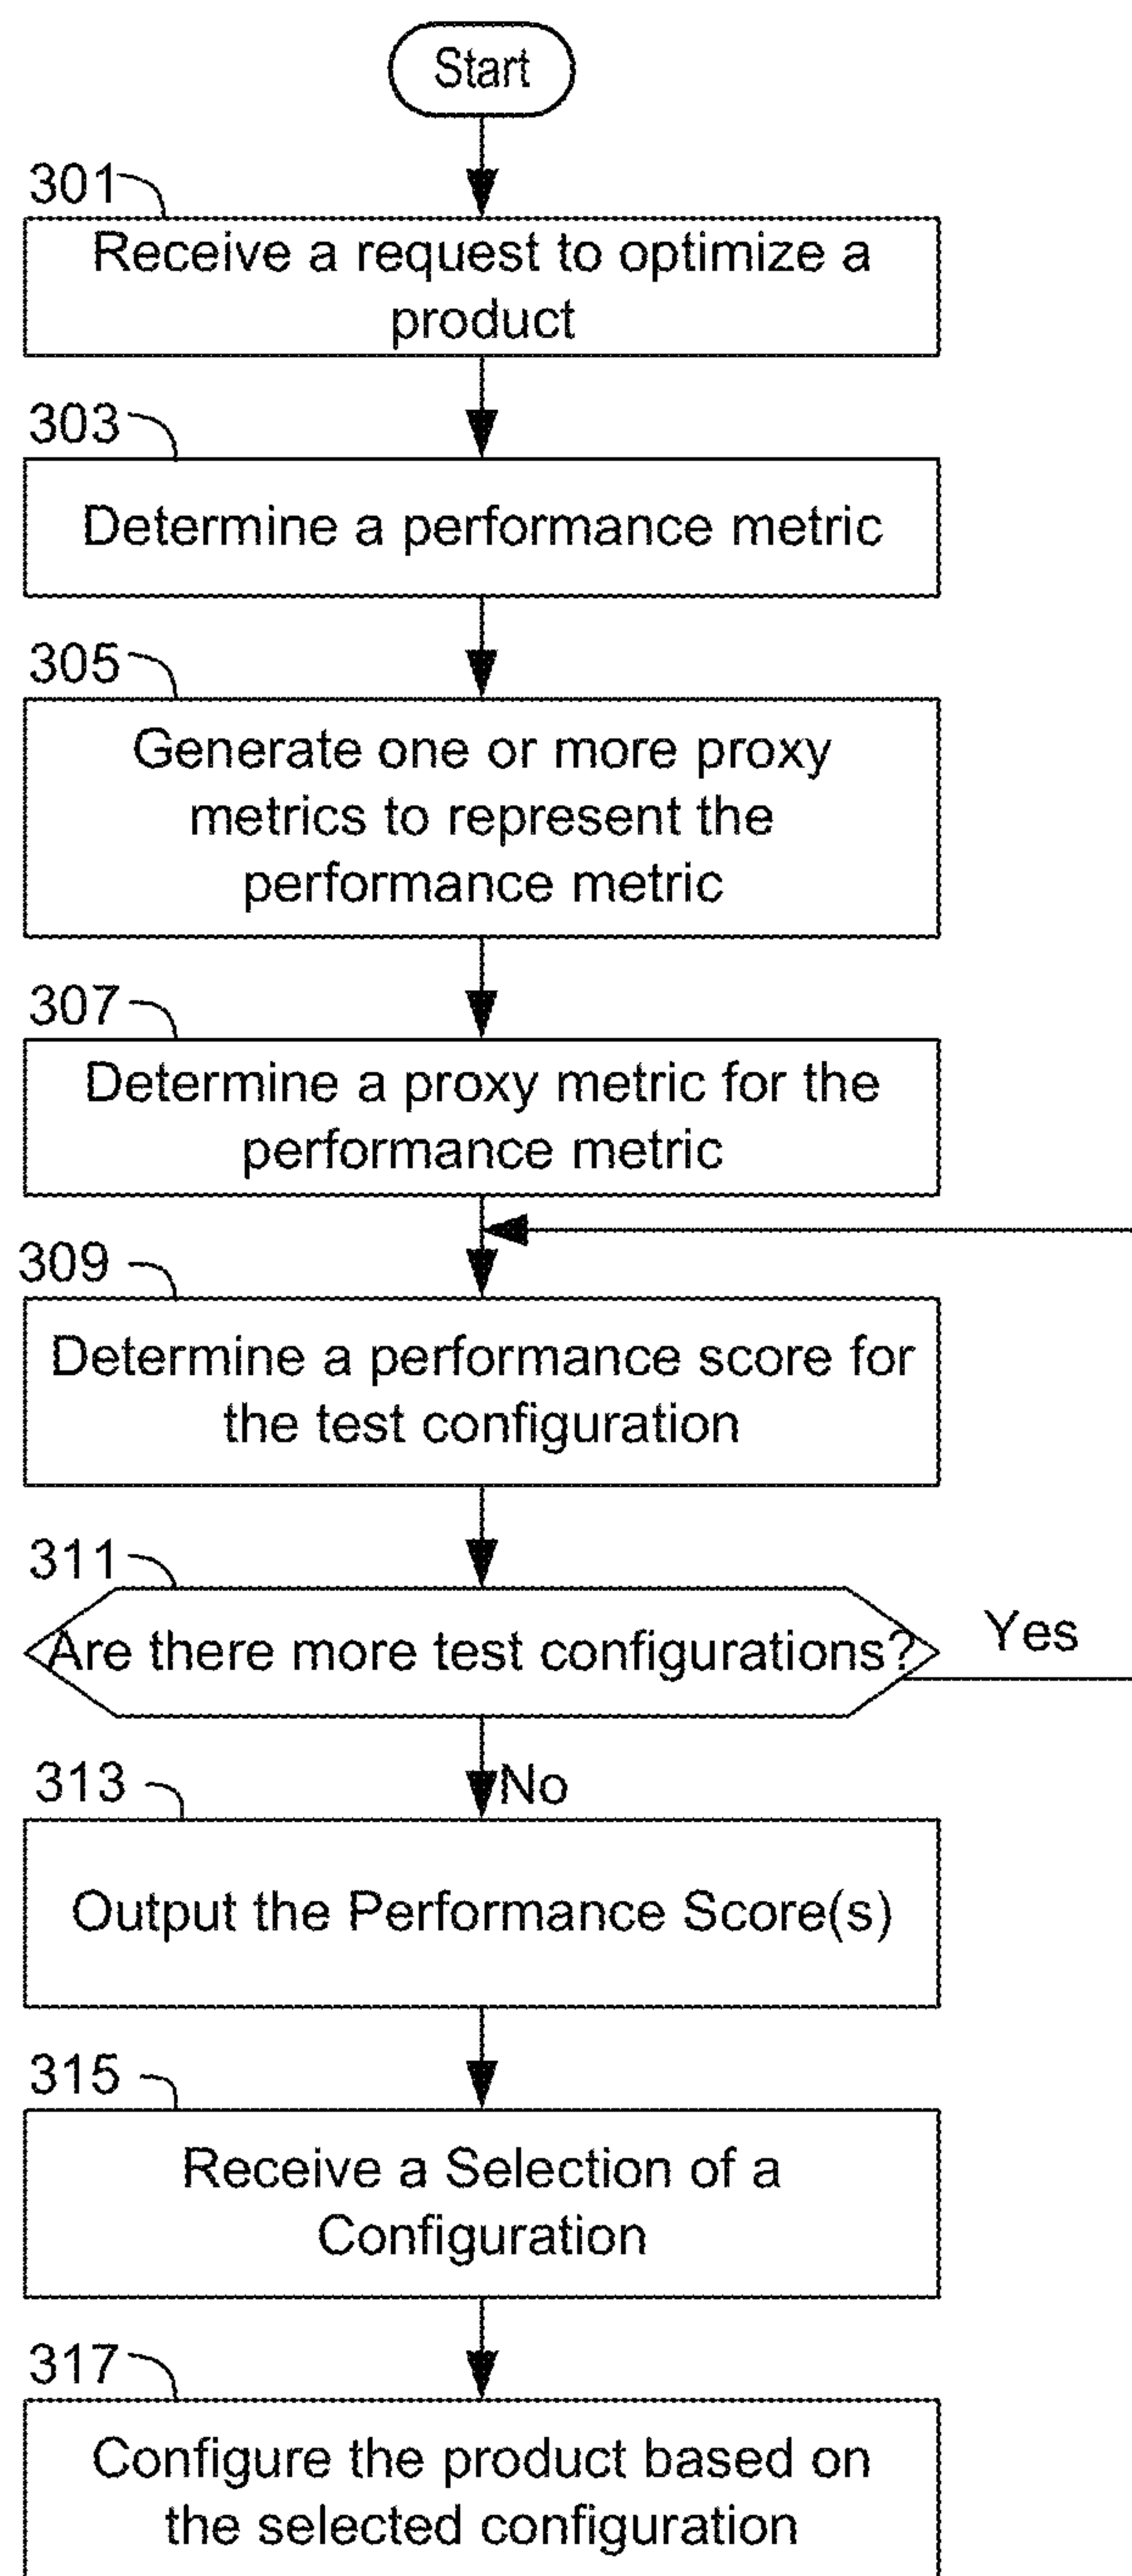 Start
301
Receive a request to optimize a
product
303
Determine a performance metric
305
Generate one or more proxy
metrics to represent the
performance metric
307
Determine a proxy metric for the
performance metric
309
Determine a performance score for
the test configuration
311
Are there more test configurations?
Yes
No
313
Output the Performance Score(s)
315
Receive a Selection of a
Configuration
317
Configure the product based on
the selected configuration